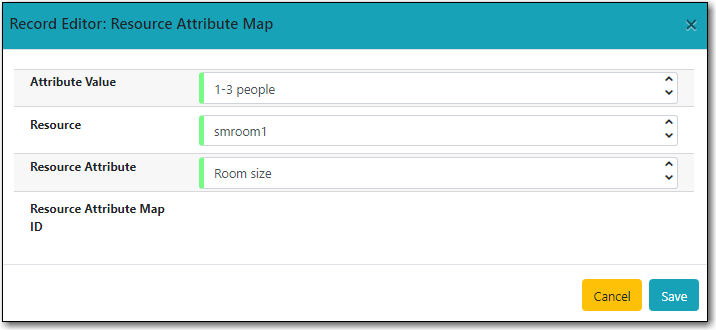 Record Editor: Resource Attribute Map ×
Attribute Value
1-3 people
Resource
smroom1
Resource Attribute
Room size
Resource Attribute Map
ID
Cancel
Save